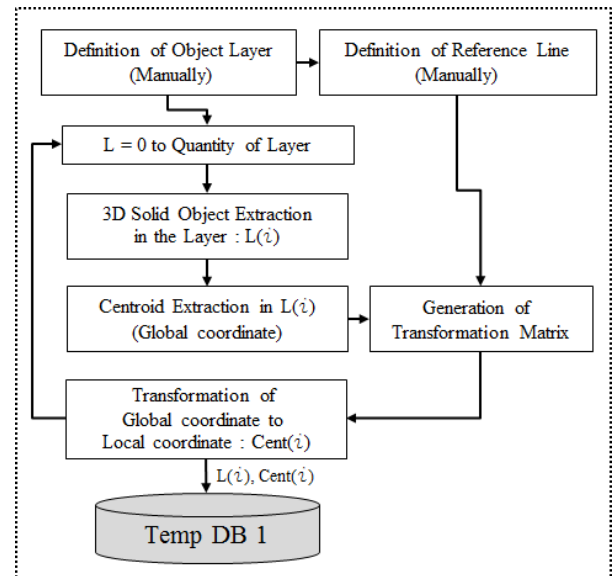 Definition of Object Layer
(Manually)
Definition of Reference Line
(Manually)
L = 0 to Quantity of Layer
3D Solid Object Extraction
in the Layer : L(i)
Centroid Extraction in L(i)
(Global coordinate)
Generation of
Transformation Matrix
Transformation of
Global coordinate to
Local coordinate : Cent(i)
L(i), Cent(i)
Temp DB 1